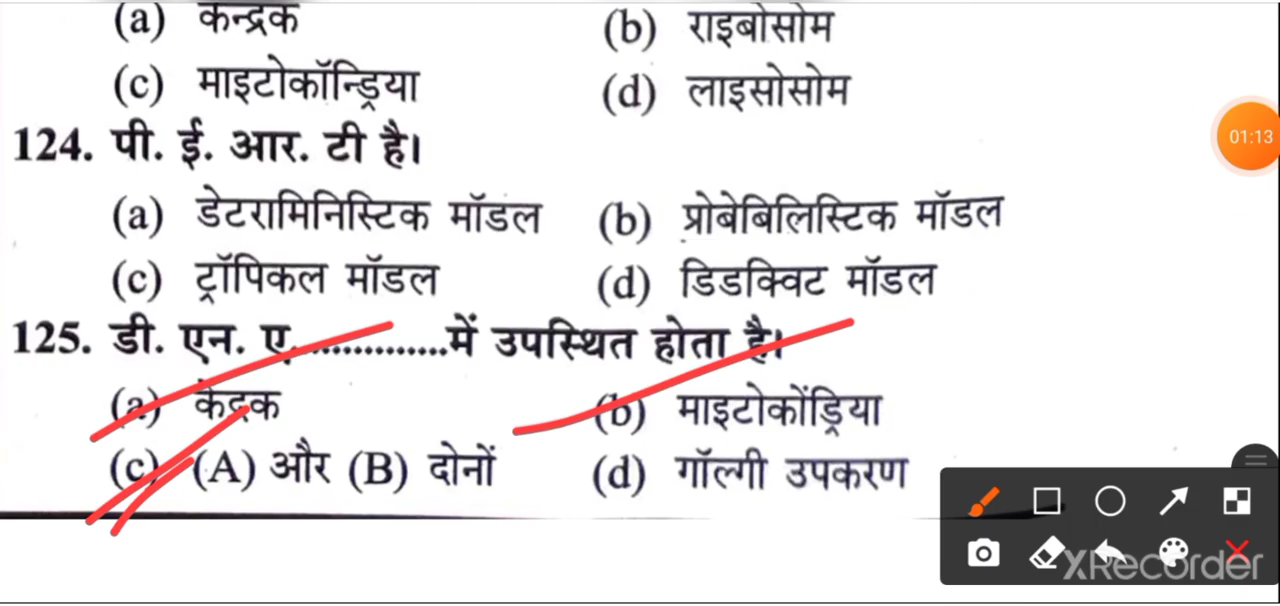 (a) केन्द्रक (b) राइबोसोम
(c) माइटोकॉन्ड्रिया (d) लाइसोसोम
124. पी. ई. आर. टी है।
(a) डेटरामिनिस्टिक मॉडल (b) प्रोबेबिलिस्टिक मॉडल
(c) ट्रॉपिकल मॉडल (d) डिडक्विट मॉडल
125. डी. एन. ए...............में उपस्थित होता है।
(a) केंद्रक (b) माइटोकोंड्रिया
(c) (A) और (B) दोनों (d) गॉल्गी उपकरण
01:13
XRecorder